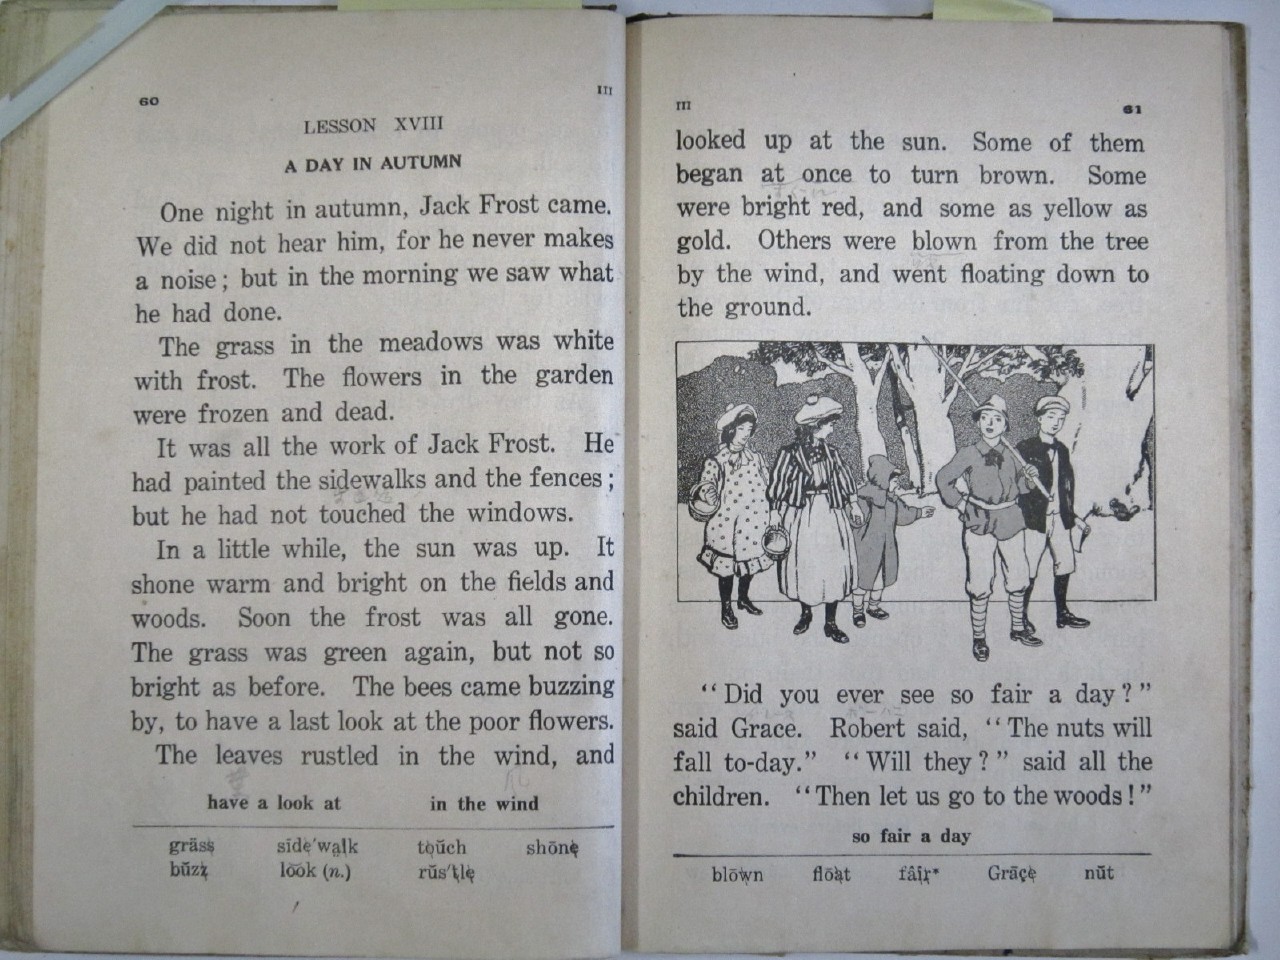 60
III
LESSON XVIII
A DAY IN AUTUMN
One night in autumn, Jack Frost came.
We did not hear him, for he never makes
a noise; but in the morning we saw what
he had done.
The grass in the meadows was white
with frost. The flowers in the garden
were frozen and dead.
It was all the work of Jack Frost. He
had painted the sidewalks and the fences;
but he had not touched the windows.
In a little while, the sun was up. It
shone warm and bright on the fields and
woods. Soon the frost was all gone.
The grass was green again, but not so
bright as before. The bees came buzzing
by, to have a last look at the poor flowers.
The leaves rustled in the wind, and
have a look at in the wind
gräss sīde'walk toŭch shōne
bŭzz lo͝ok (n.) rŭs'tle
III
61
looked up at the sun. Some of them
began at once to turn brown. Some
were bright red, and some as yellow as
gold. Others were blown from the tree
by the wind, and went floating down to
the ground.
“Did you ever see so fair a day?”
said Grace. Robert said, “The nuts will
fall to-day.” “Will they?” said all the
children. “Then let us go to the woods!”
so fair a day
blōwn flōat fâir* Grāce nŭt